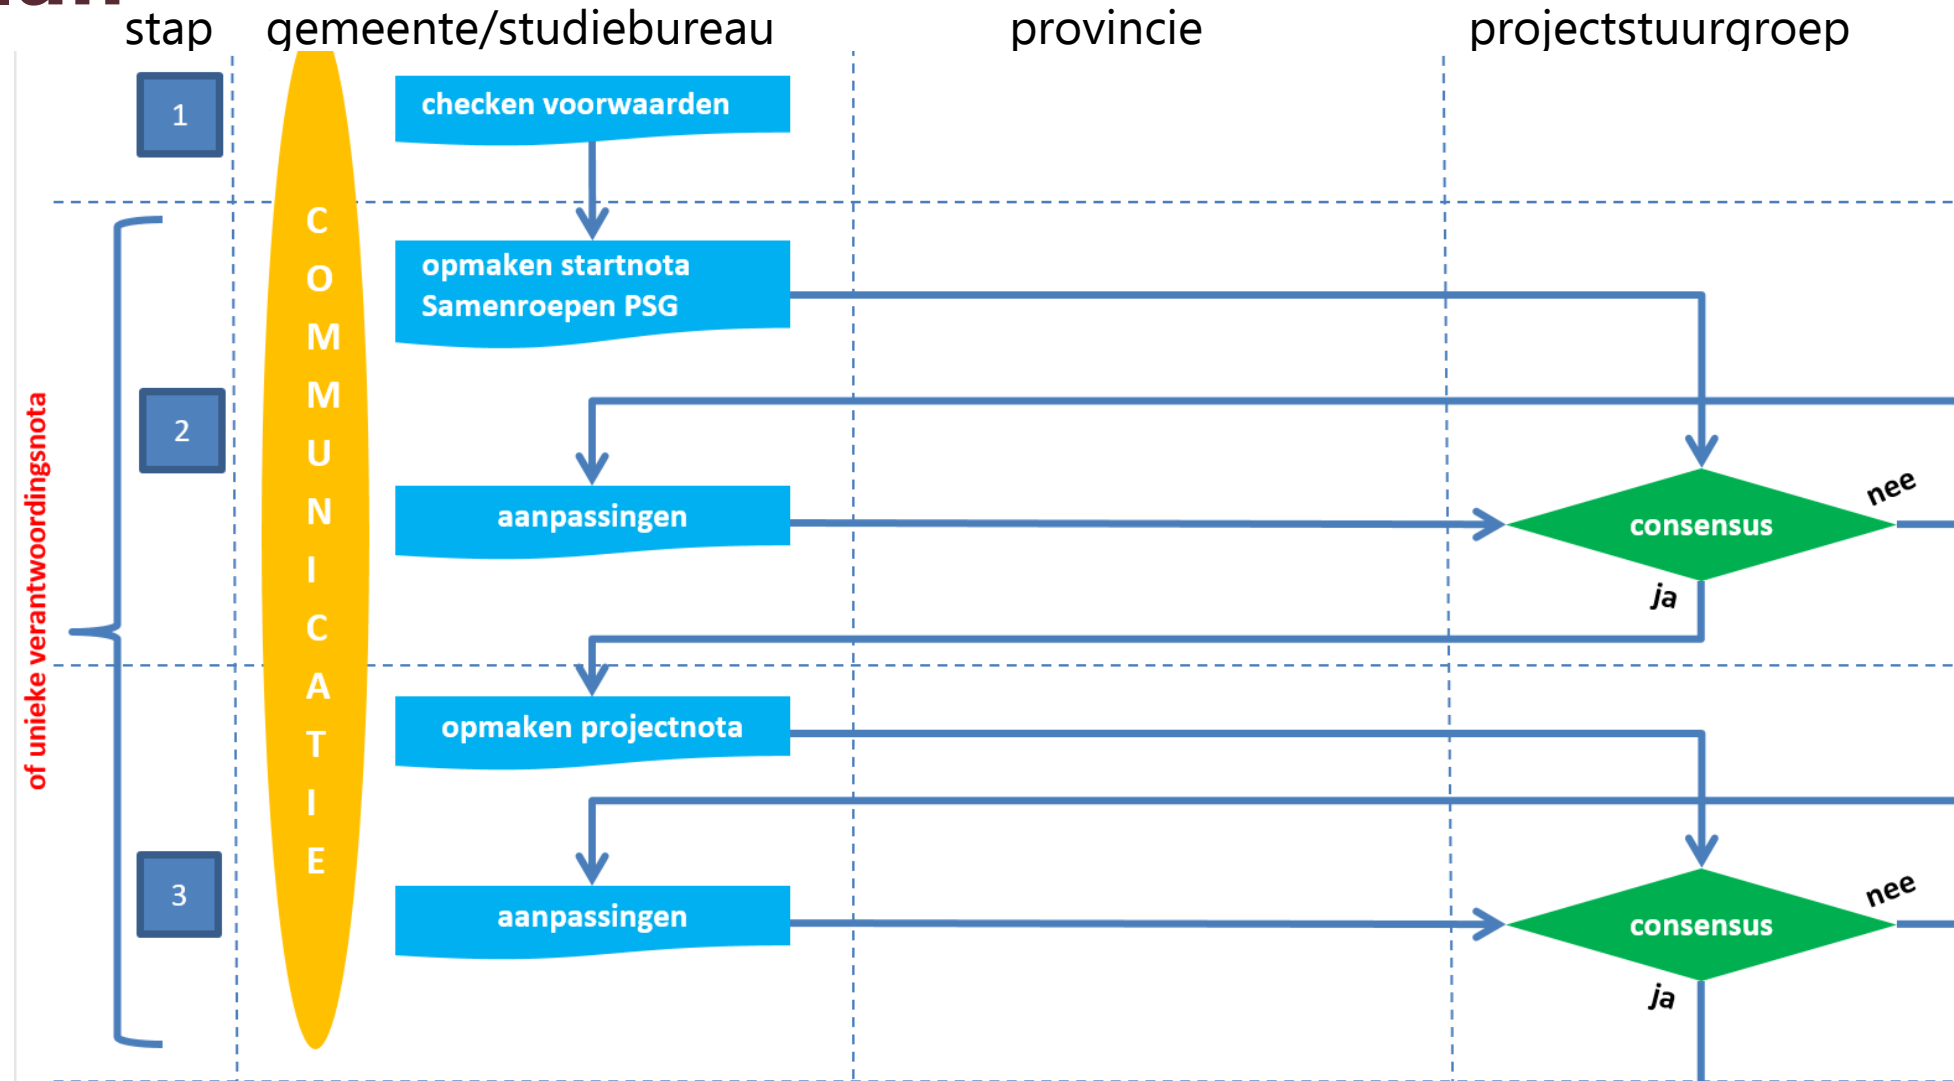 stap gemeente/studiebureau provincie projectstuurgroep
1
checken voorwaarden
COMMUNICATIE
opmaken startnota
Samenroepen PSG
of unieke verantwoordingsnota
2
nee
aanpassingen
consensus
ja
opmaken projectnota
3
nee
aanpassingen
consensus
ja